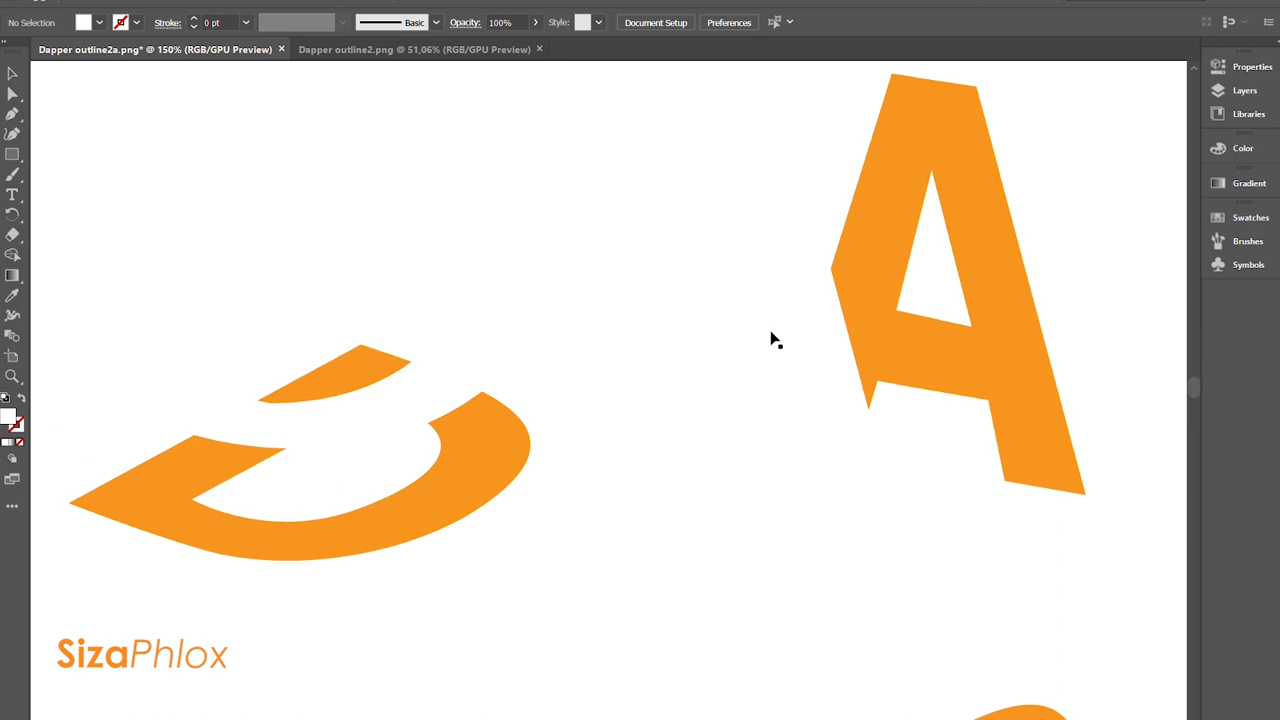 No Selection
Stroke:
0 pt
Basic
Opacity:
100%
Style:
Document Setup
Preferences
Dapper outline2a.png* @ 150% (RGB/GPU Preview)
Dapper outline2.png @ 51,06% (RGB/GPU Preview)
Properties
Layers
Libraries
Color
Gradient
Swatches
Brushes
Symbols
A
SizaPhlox